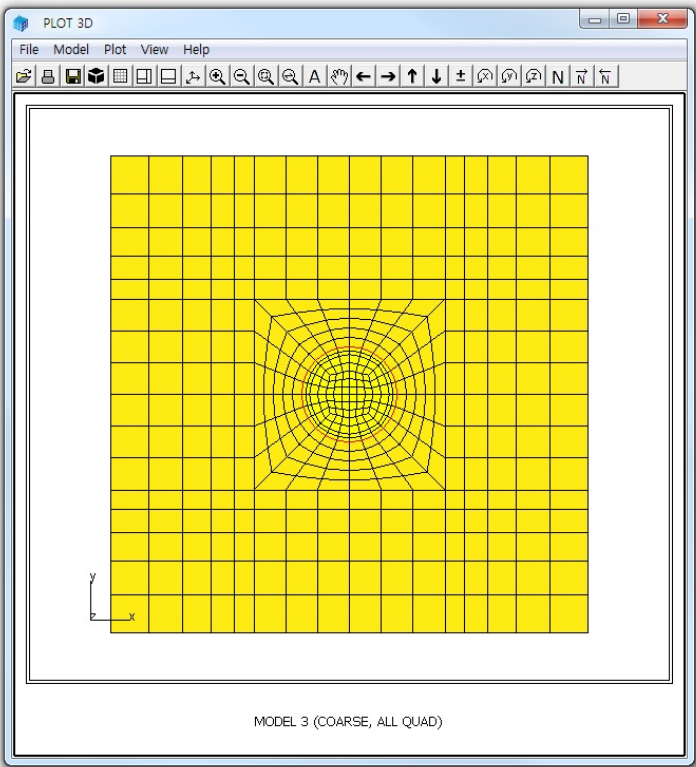 PLOT 3D
File Model Plot View Help
A N N N
y
z x
MODEL 3 (COARSE, ALL QUAD)